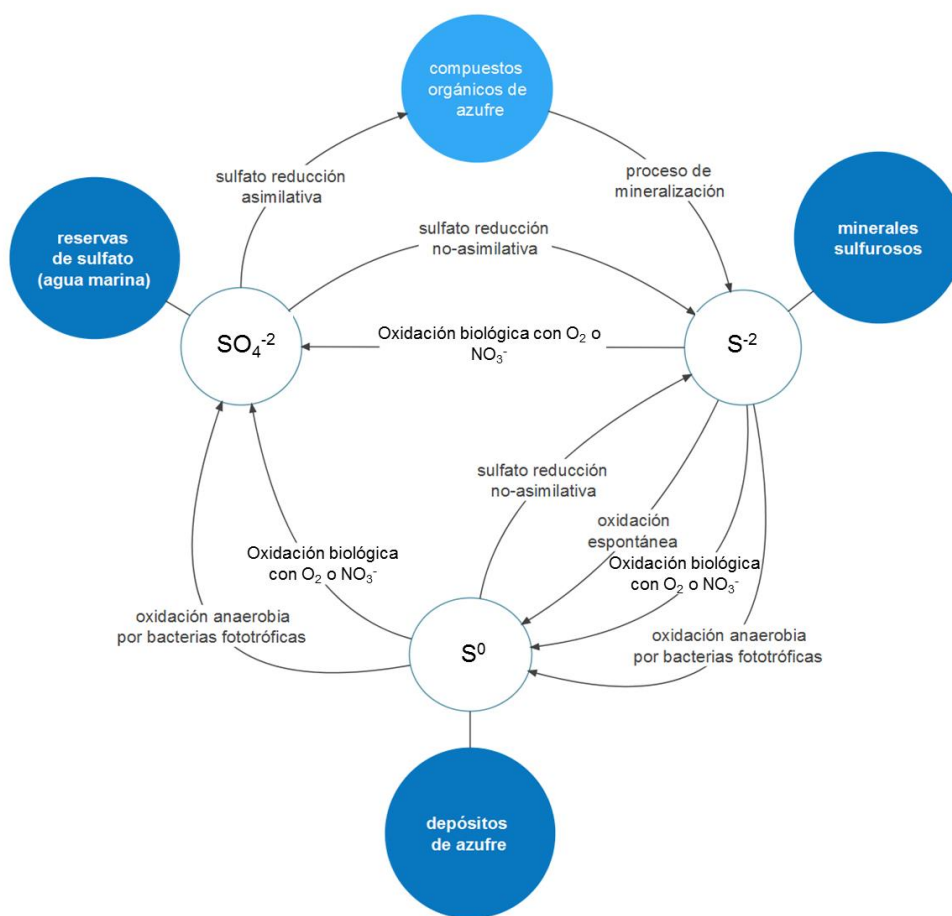 compuestos
orgánicos de
azufre
sulfato reducción
asimilativa
proceso de
mineralización
reservas
de sulfato
(agua marina)
sulfato reducción
no-asimilativa
minerales
sulfurosos
SO₄⁻²
Oxidación biológica con O₂ o
NO₃⁻
S⁻²
sulfato reducción
no-asimilativa
oxidación
espontánea
Oxidación biológica
con O₂ o NO₃⁻
Oxidación biológica
con O₂ o NO₃⁻
oxidación anaerobia
por bacterias fototróficas
oxidación anaerobia
por bacterias fototróficas
S⁰
depósitos
de azufre